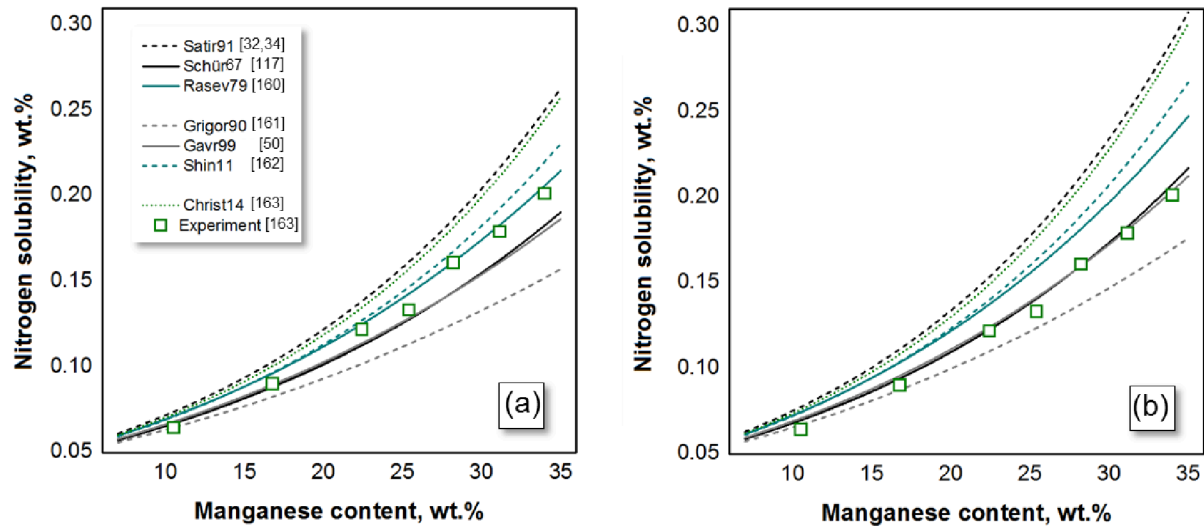 0.30
0.25
0.20
0.15
0.10
0.05
Nitrogen solubility, wt.%
Satir91 [32,34]
Schür67 [117]
Rasev79 [160]
Grigor90 [161]
Gavr99 [50]
Shin11 [162]
Christ14 [163]
Experiment [163]
(a)
10 15 20 25 30 35
Manganese content, wt.%
0.30
0.25
0.20
0.15
0.10
0.05
Nitrogen solubility, wt.%
(b)
10 15 20 25 30 35
Manganese content, wt.%